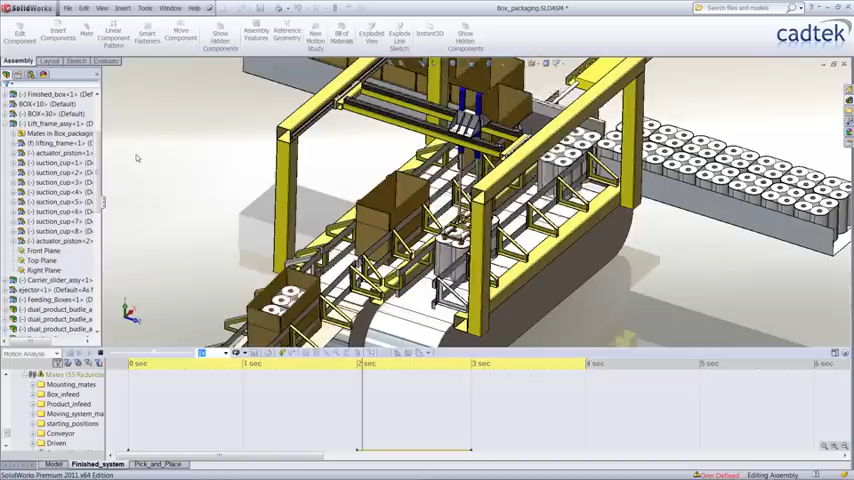 SolidWorks File Edit View Insert Tools Window Help Box_packaging.SLDASM * Search files and models
cadtek
Edit Component
Insert Components
Mate
Linear Component Pattern
Smart Fasteners
Move Component
Show Hidden Components
Assembly Features
Reference Geometry
New Motion Study
Bill of Materials
Exploded View
Explode Line Sketch
Instant3D
Show Hidden Components
Assembly Layout Sketch Evaluate
(-) Finished_box<1> (Def
BOX<10> (Default)
(-) BOX<30> (Default)
(-) Lift_frame_assy<1> (D
Mates in Box_packagin
(f) lifting_frame<1> (D
(-) actuator_piston<1>
(-) suction_cup<1> (D
(-) suction_cup<2> (D
(-) suction_cup<3> (D
(-) suction_cup<4> (D
(-) suction_cup<5> (D
(-) suction_cup<6> (D
(-) suction_cup<7> (D
(-) suction_cup<8> (D
(-) actuator_piston<2>
Front Plane
Top Plane
Right Plane
(-) Carrier_slider_assy<1>
ejector<1> (Default<As
(-) Feeding_Boxes<1> (D
dual_product_budle_a
dual_product_budle_a
dual_product_budle_a
Motion Analysis
0 sec 1 sec 2 sec 3 sec 4 sec 5 sec 6 sec
Mates (55 Redundan
Mounting_mates
Box_infeed
Product_infeed
Moving_system_ma
starting_positions
Conveyor
Driven
Model Finished_system Pick_and_Place
SolidWorks Premium 2011 x64 Edition Over Defined Editing Assembly